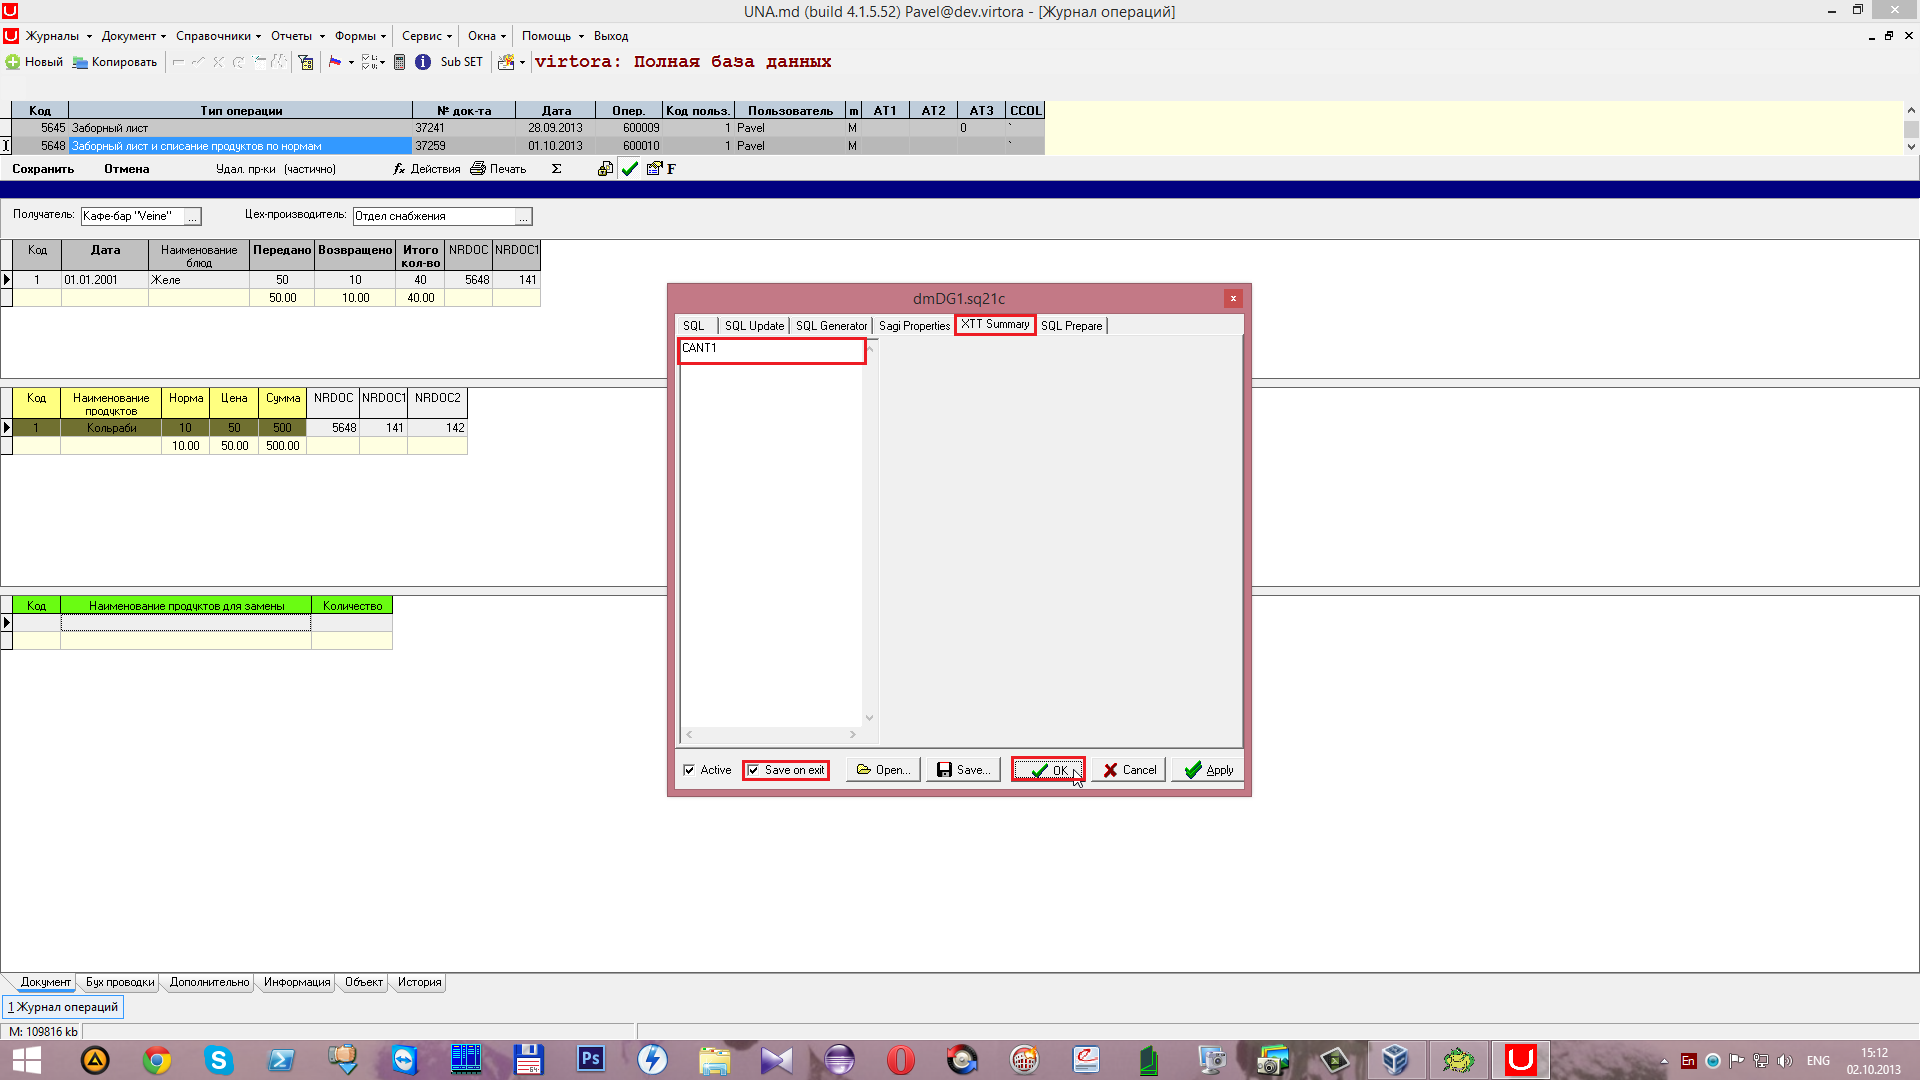 UNA.md (build 4.1.5.52) Pavel@dev.virtora - [Журнал операций]
Журналы Документ Справочники Отчеты Формы Сервис Окна Помощь Выход
Новый Копировать Sub SET virtora: Полная база данных
Код Тип операции № док-та Дата Опер. Код польз. Пользователь m AT1 AT2 AT3 CCOL
5645 Заборный лист 37241 28.09.2013 600009 1 Pavel M 0 `
5648 Заборный лист и списание продуктов по нормам 37259 01.10.2013 600010 1 Pavel M `
Сохранить Отмена Удал. пр-ки (частично) fx Действия Печать Σ F
Получатель: Кафе-бар "Veine" ... Цех-производитель: Отдел снабжения ...
Код Дата Наименование блюд Передано Возвращено Итого кол-во NRDOC NRDOC1
1 01.01.2001 Желе 50 10 40 5648 141
50.00 10.00 40.00
dmDG1.sq21c
SQL SQL Update SQL Generator Sagi Properties XTT Summary SQL Prepare
CANT1
Код Наименование продуктов Норма Цена Сумма NRDOC NRDOC1 NRDOC2
1 Кольраби 10 50 500 5648 141 142
10.00 50.00 500.00
Код Наименование продуктов для замены Количество
Active Save on exit Open... Save... OK Cancel Apply
Документ Бух проводки Дополнительно Информация Объект История
1 Журнал операций
M: 109816 kb
64 Ps En ENG 15:12
02.10.2013